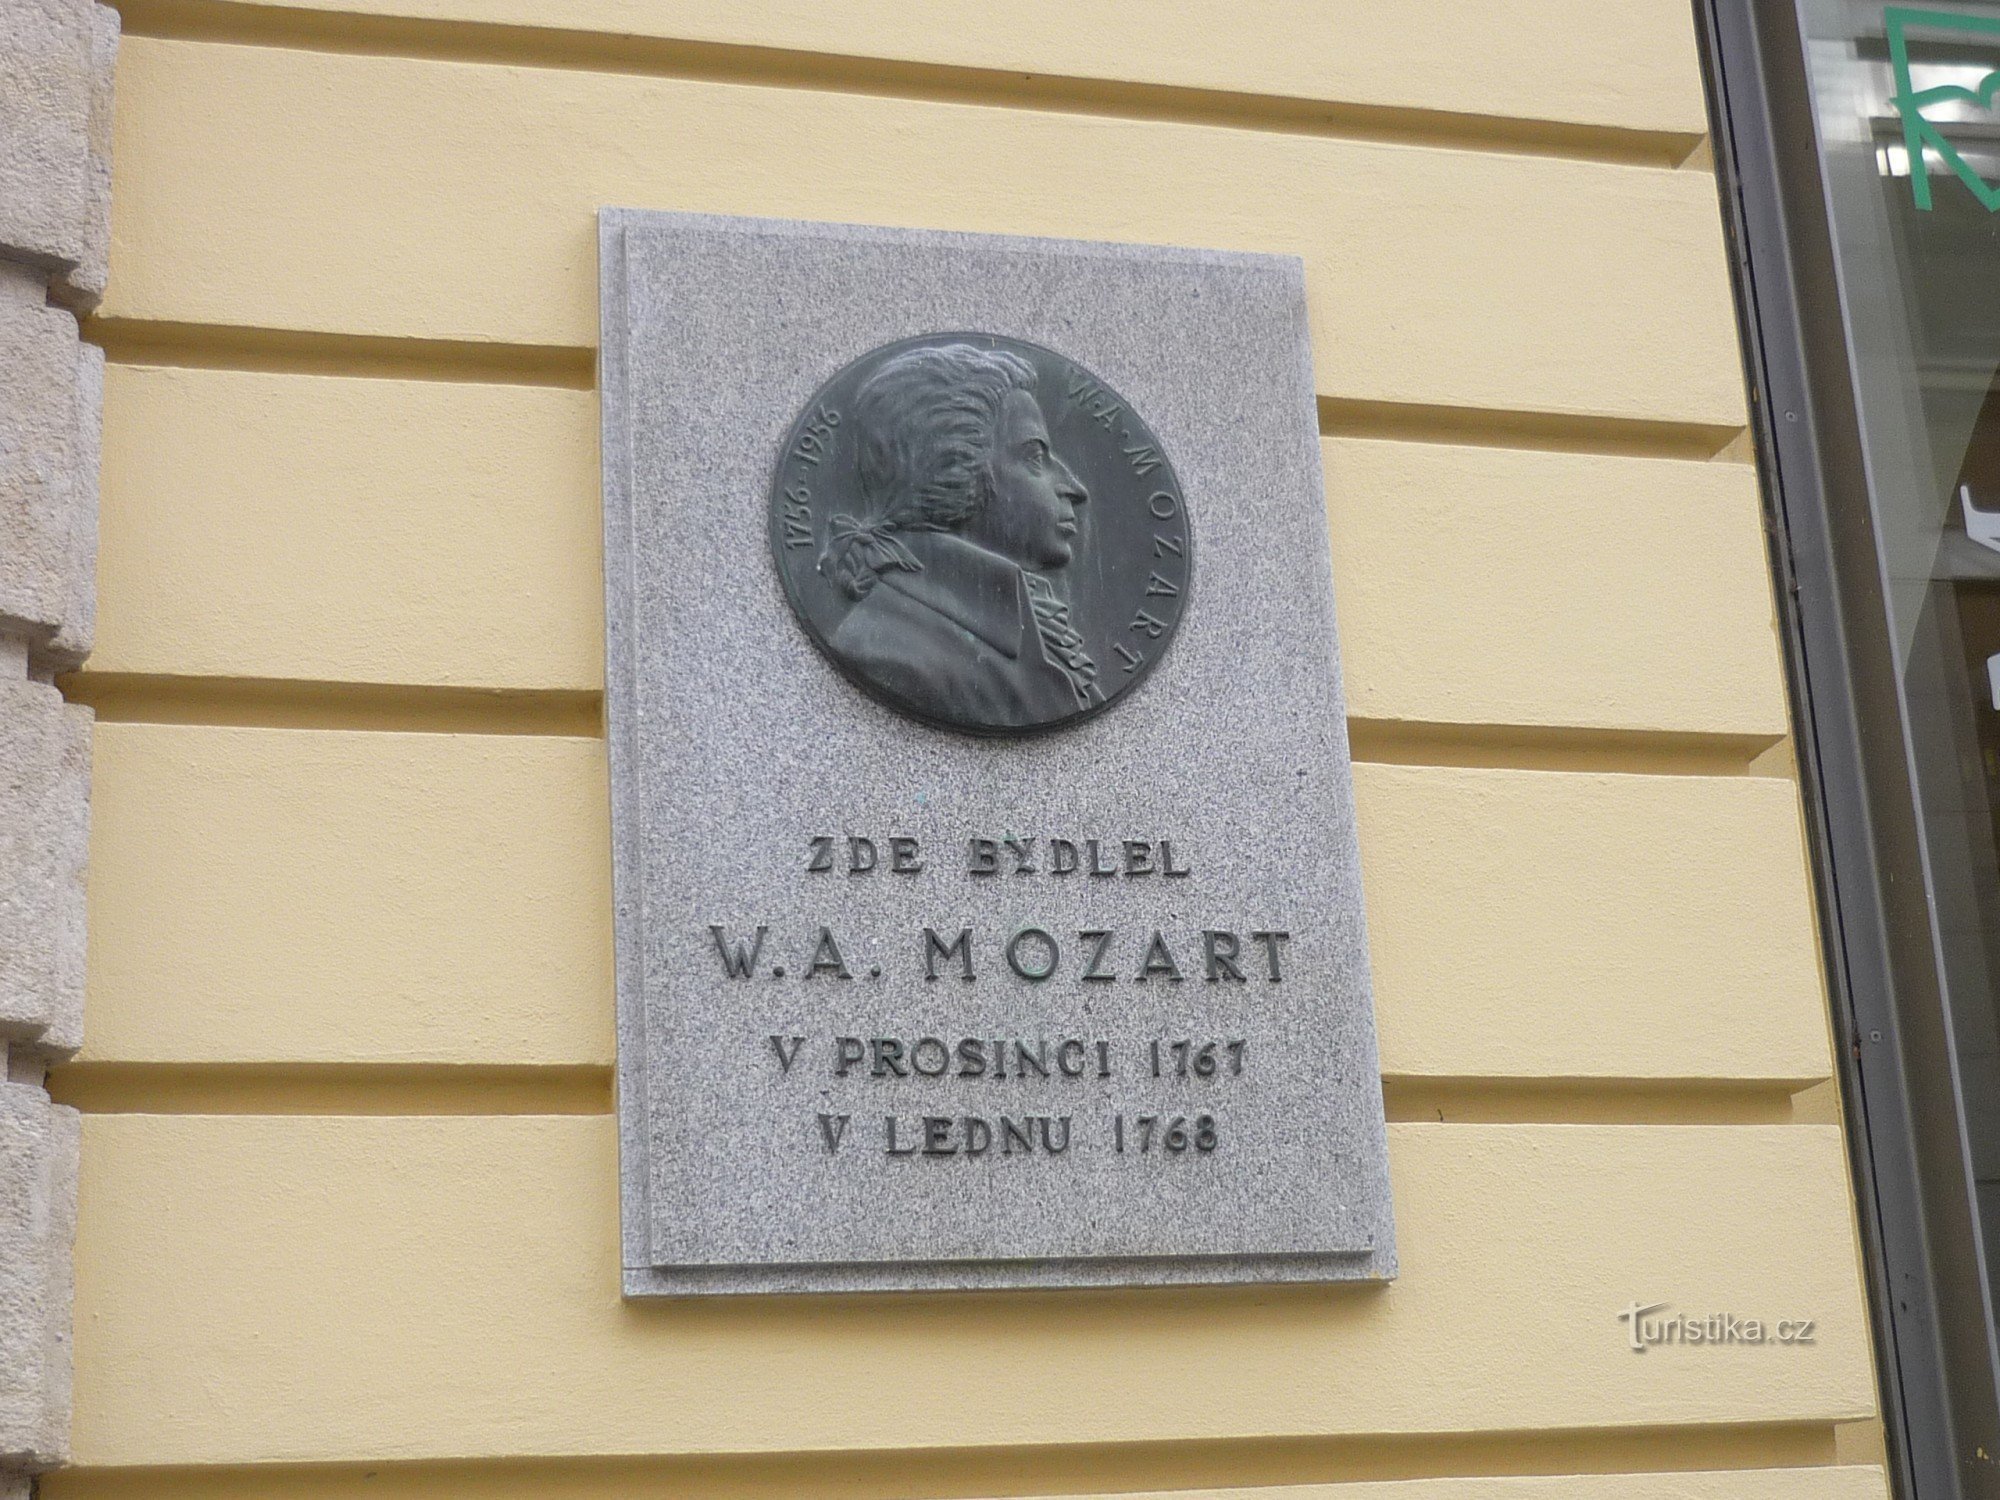 1756-1956
W·A·MOZART
ZDE BYDLEL
W.A. MOZART
V PROSINCI 1767
V LEDNU 1768
Turistika.cz